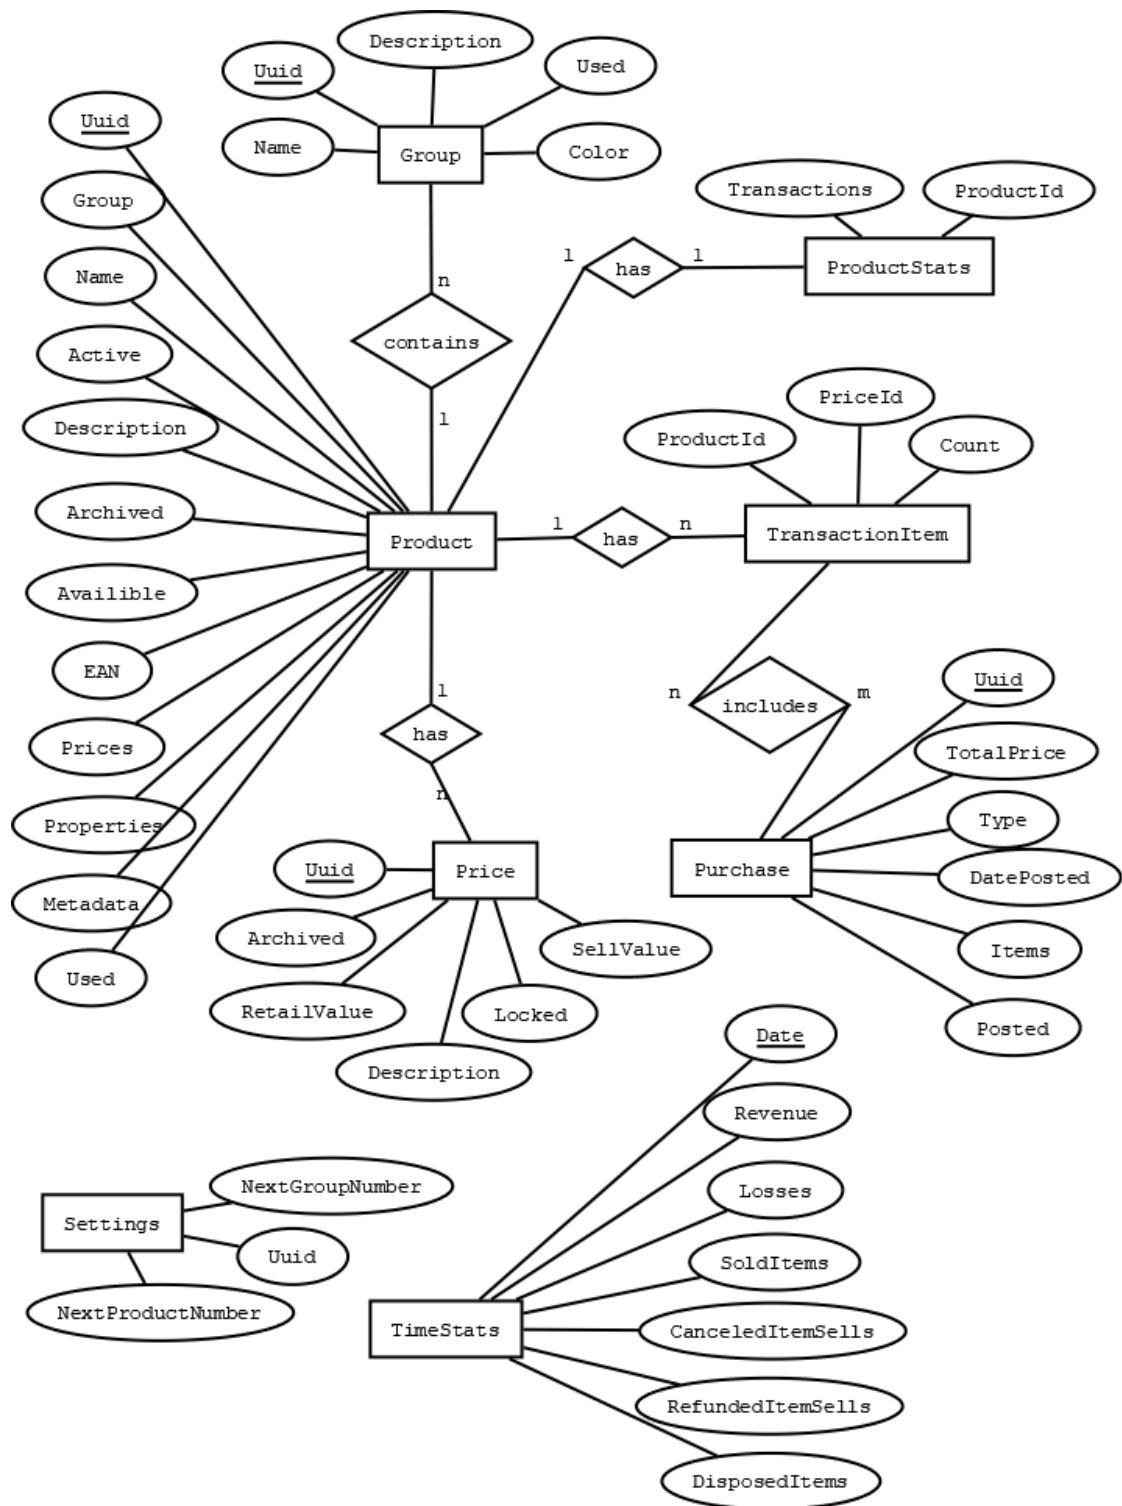 Description
Uuid
Used
Name
Group
Color
Uuid
Group
Name
Active
Description
Archived
Availible
EAN
Prices
Properties
Metadata
Used
Product
n
contains
1
1
has
1
Transactions
ProductId
ProductStats
1
has
n
ProductId
PriceId
Count
TransactionItem
n
includes
m
Uuid
TotalPrice
Type
Purchase
DatePosted
Items
Posted
1
has
n
Uuid
Price
Archived
SellValue
RetailValue
Locked
Description
Settings
NextGroupNumber
Uuid
NextProductNumber
Date
Revenue
Losses
SoldItems
TimeStats
CanceledItemSells
RefundedItemSells
DisposedItems